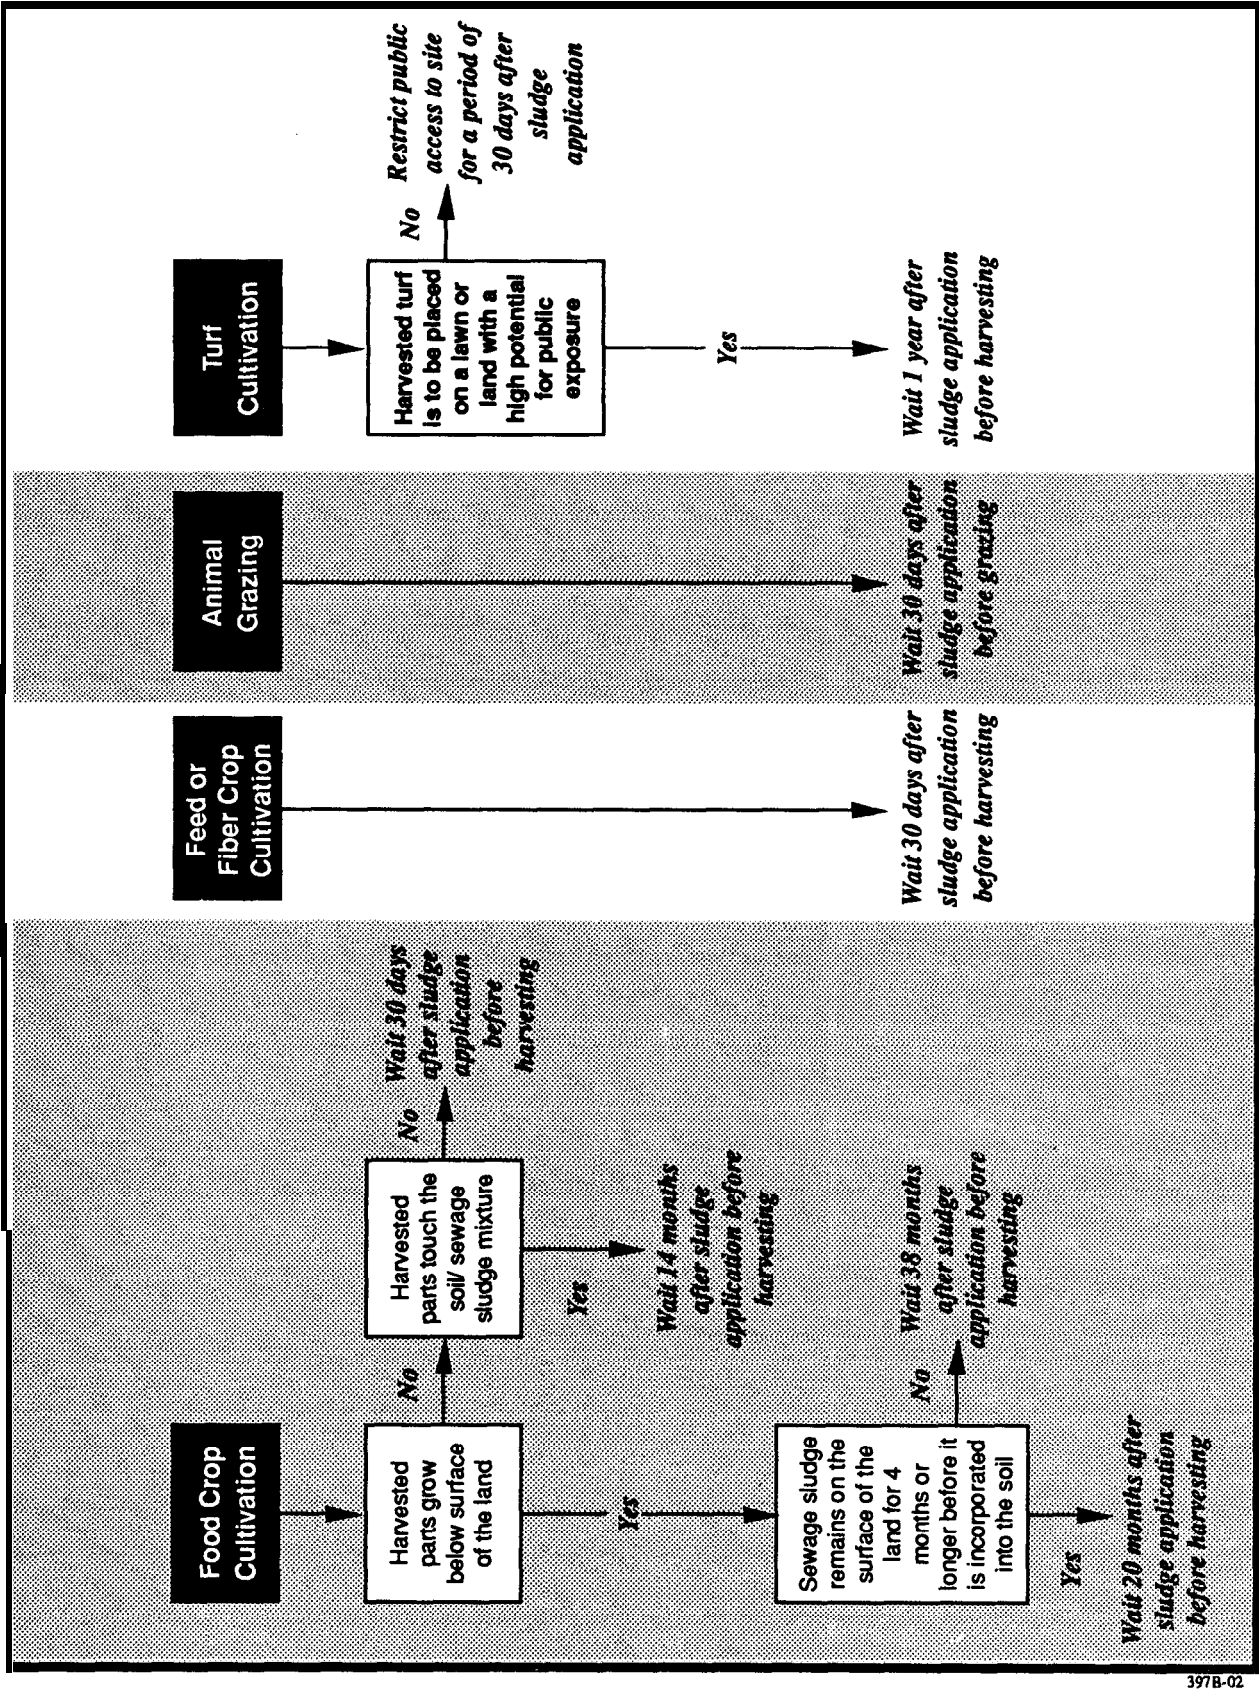 Food Crop
Cultivation
Harvested
parts grow
below surface
of the land
No
Harvested
parts touch the
soil/ sewage
sludge mixture
No
Wait 30 days
after sludge
application
before
harvesting
Yes
Wait 14 months
after sludge
application before
harvesting
Yes
Sewage sludge
remains on the
surface of the
land for 4
months or
longer before it
is incorporated
into the soil
No
Wait 38 months
after sludge
application before
harvesting
Yes
Wait 20 months after
sludge application
before harvesting
Feed or
Fiber Crop
Cultivation
Wait 30 days after
sludge application
before harvesting
Animal
Grazing
Wait 30 days after
sludge application
before grazing
Turf
Cultivation
Harvested turf
is to be placed
on a lawn or
land with a
high potential
for public
exposure
No
Restrict public
access to site
for a period of
30 days after
sludge
application
Yes
Wait 1 year after
sludge application
before harvesting
397B-02